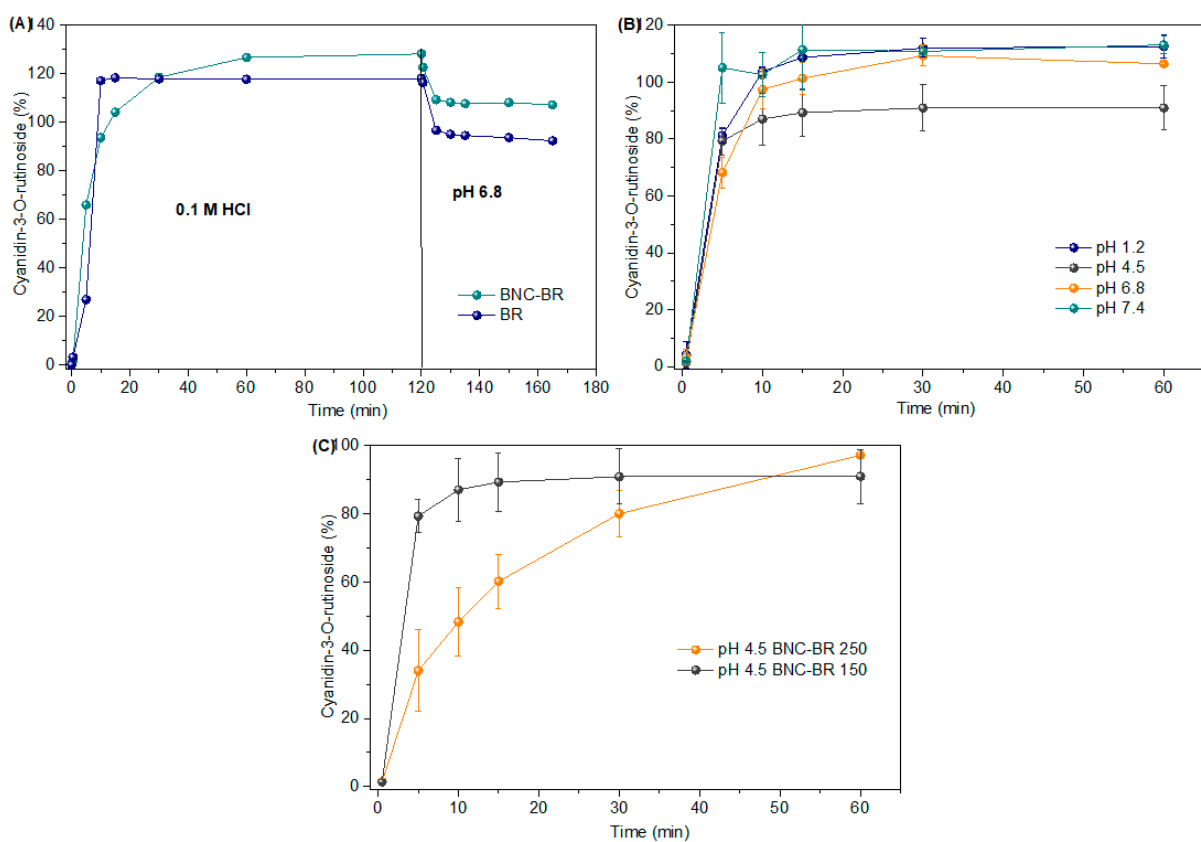 (A)
140
120
100
80
60
40
20
0
Cyanidin-3-O-rutinoside (%)
0.1 M HCl
pH 6.8
BNC-BR
BR
0 20 40 60 80 100 120 140 160 180
Time (min)
(B)
120
100
80
60
40
20
0
Cyanidin-3-O-rutinoside (%)
pH 1.2
pH 4.5
pH 6.8
pH 7.4
0 10 20 30 40 50 60
Time (min)
(C)
100
80
60
40
20
0
Cyanidin-3-O-rutinoside (%)
pH 4.5 BNC-BR 250
pH 4.5 BNC-BR 150
0 10 20 30 40 50 60
Time (min)